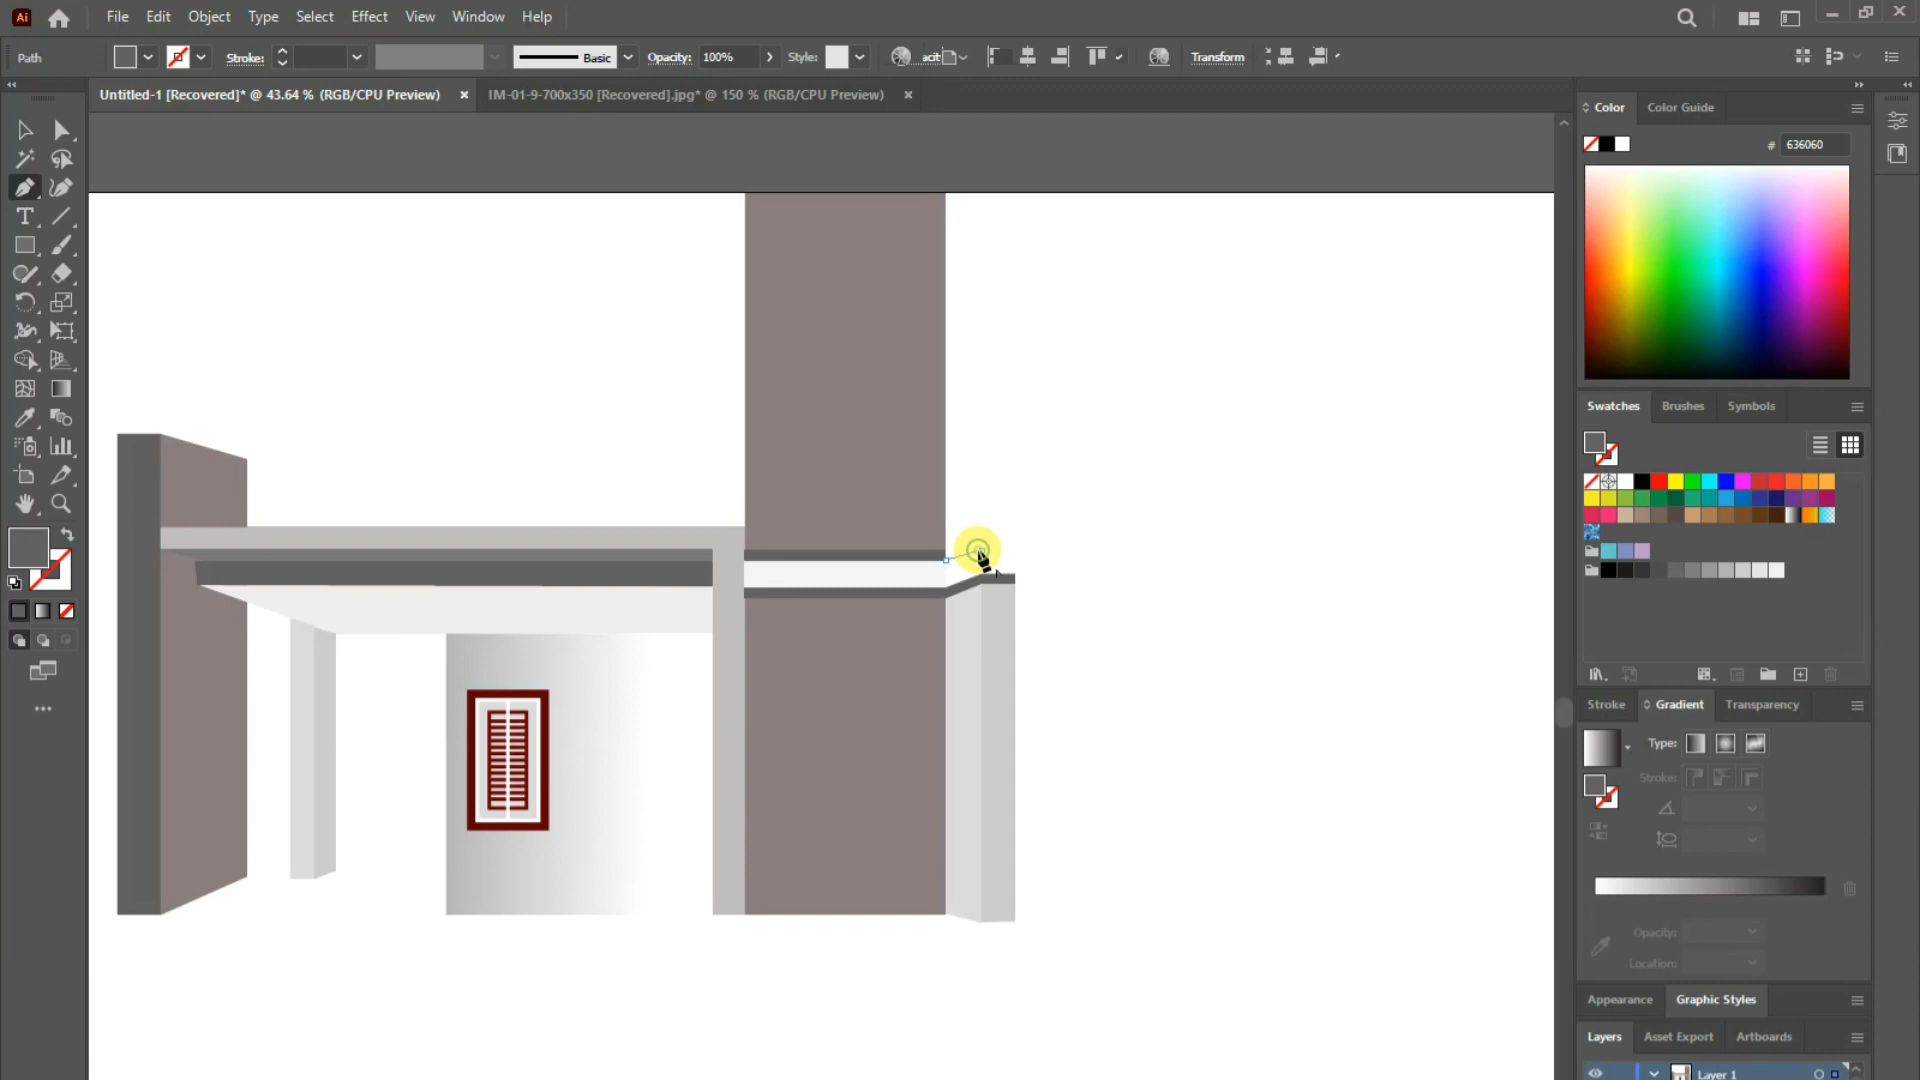 Ai File Edit Object Type Select Effect View Window Help
Path Stroke: Basic Opacity: 100% Style: Transform
Untitled-1 [Recovered]* @ 43.64 % (RGB/CPU Preview) IM-01-9-700x350 [Recovered].jpg* @ 150 % (RGB/CPU Preview)
Color Color Guide
# 636060
Swatches Brushes Symbols
Stroke Gradient Transparency
Type:
Stroke:
Opacity:
Location:
Appearance Graphic Styles
Layers Asset Export Artboards
Layer 1